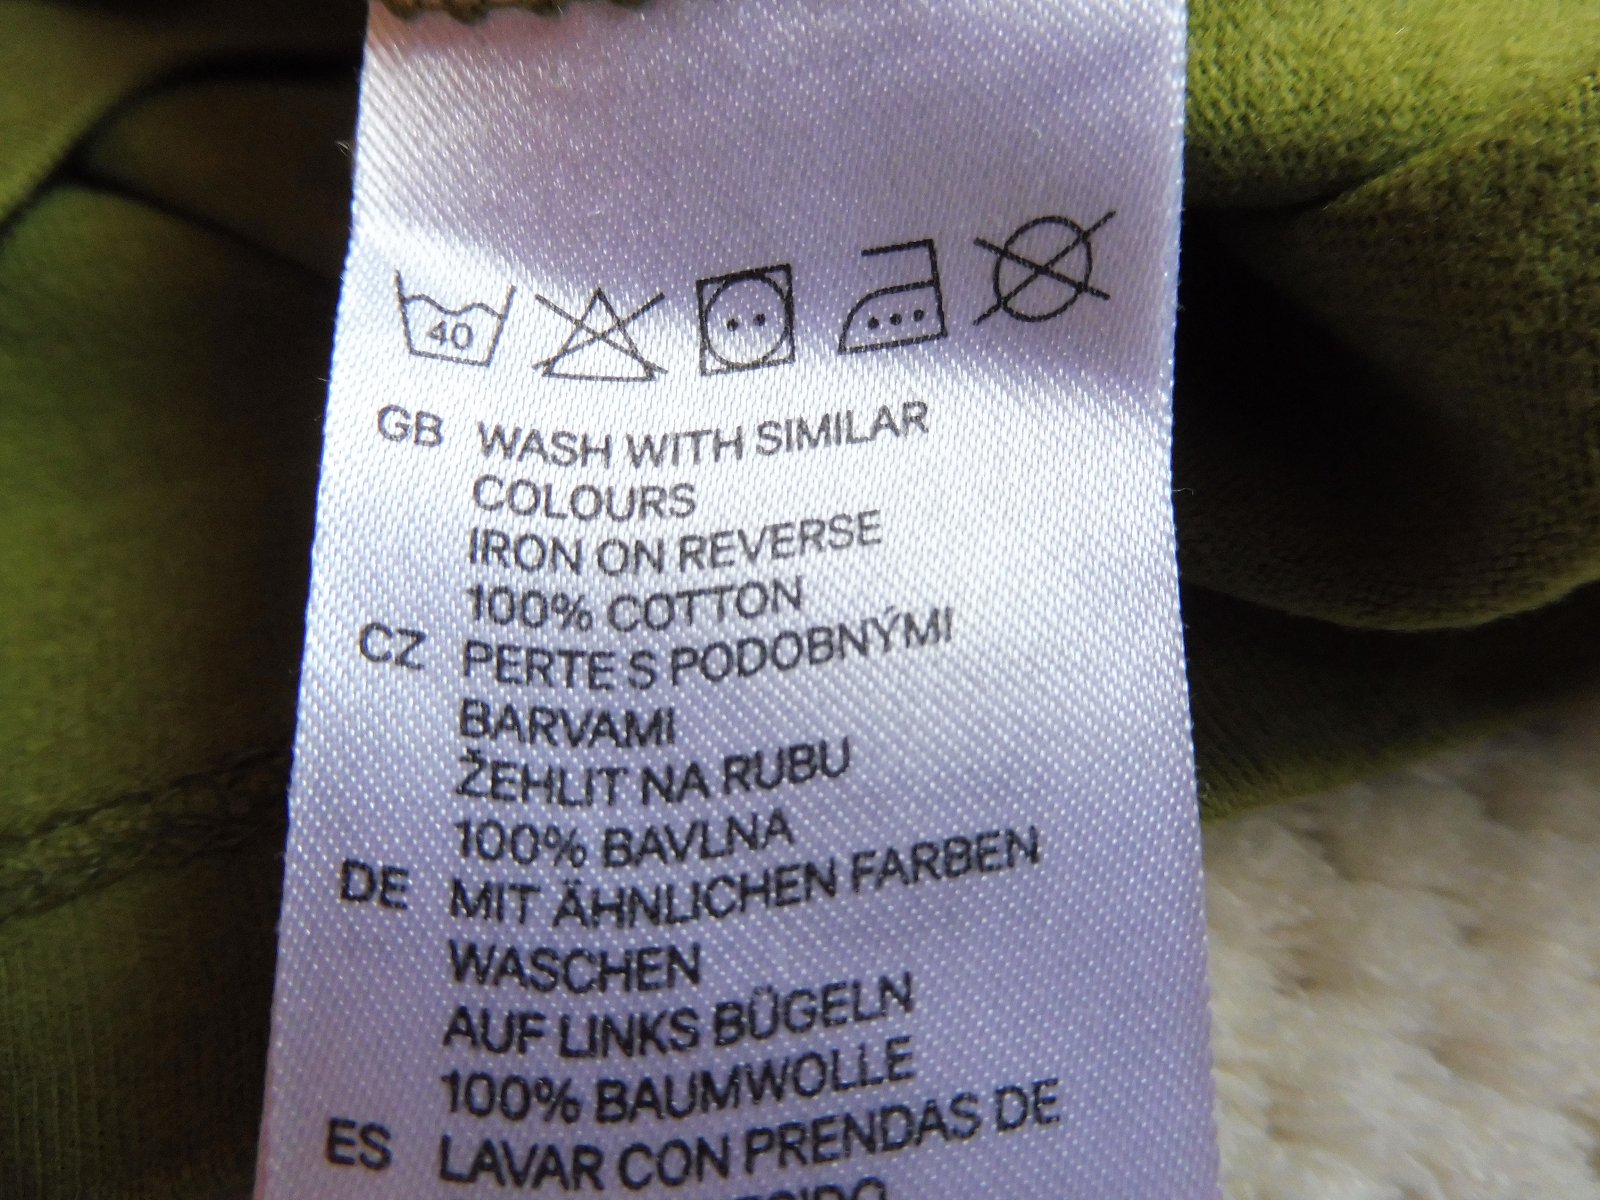 40
GB WASH WITH SIMILAR
COLOURS
IRON ON REVERSE
100% COTTON
CZ PERTE S PODOBNÝMI
BARVAMI
ŽEHLIT NA RUBU
100% BAVLNA
DE MIT ÄHNLICHEN FARBEN
WASCHEN
AUF LINKS BÜGELN
100% BAUMWOLLE
ES LAVAR CON PRENDAS DE